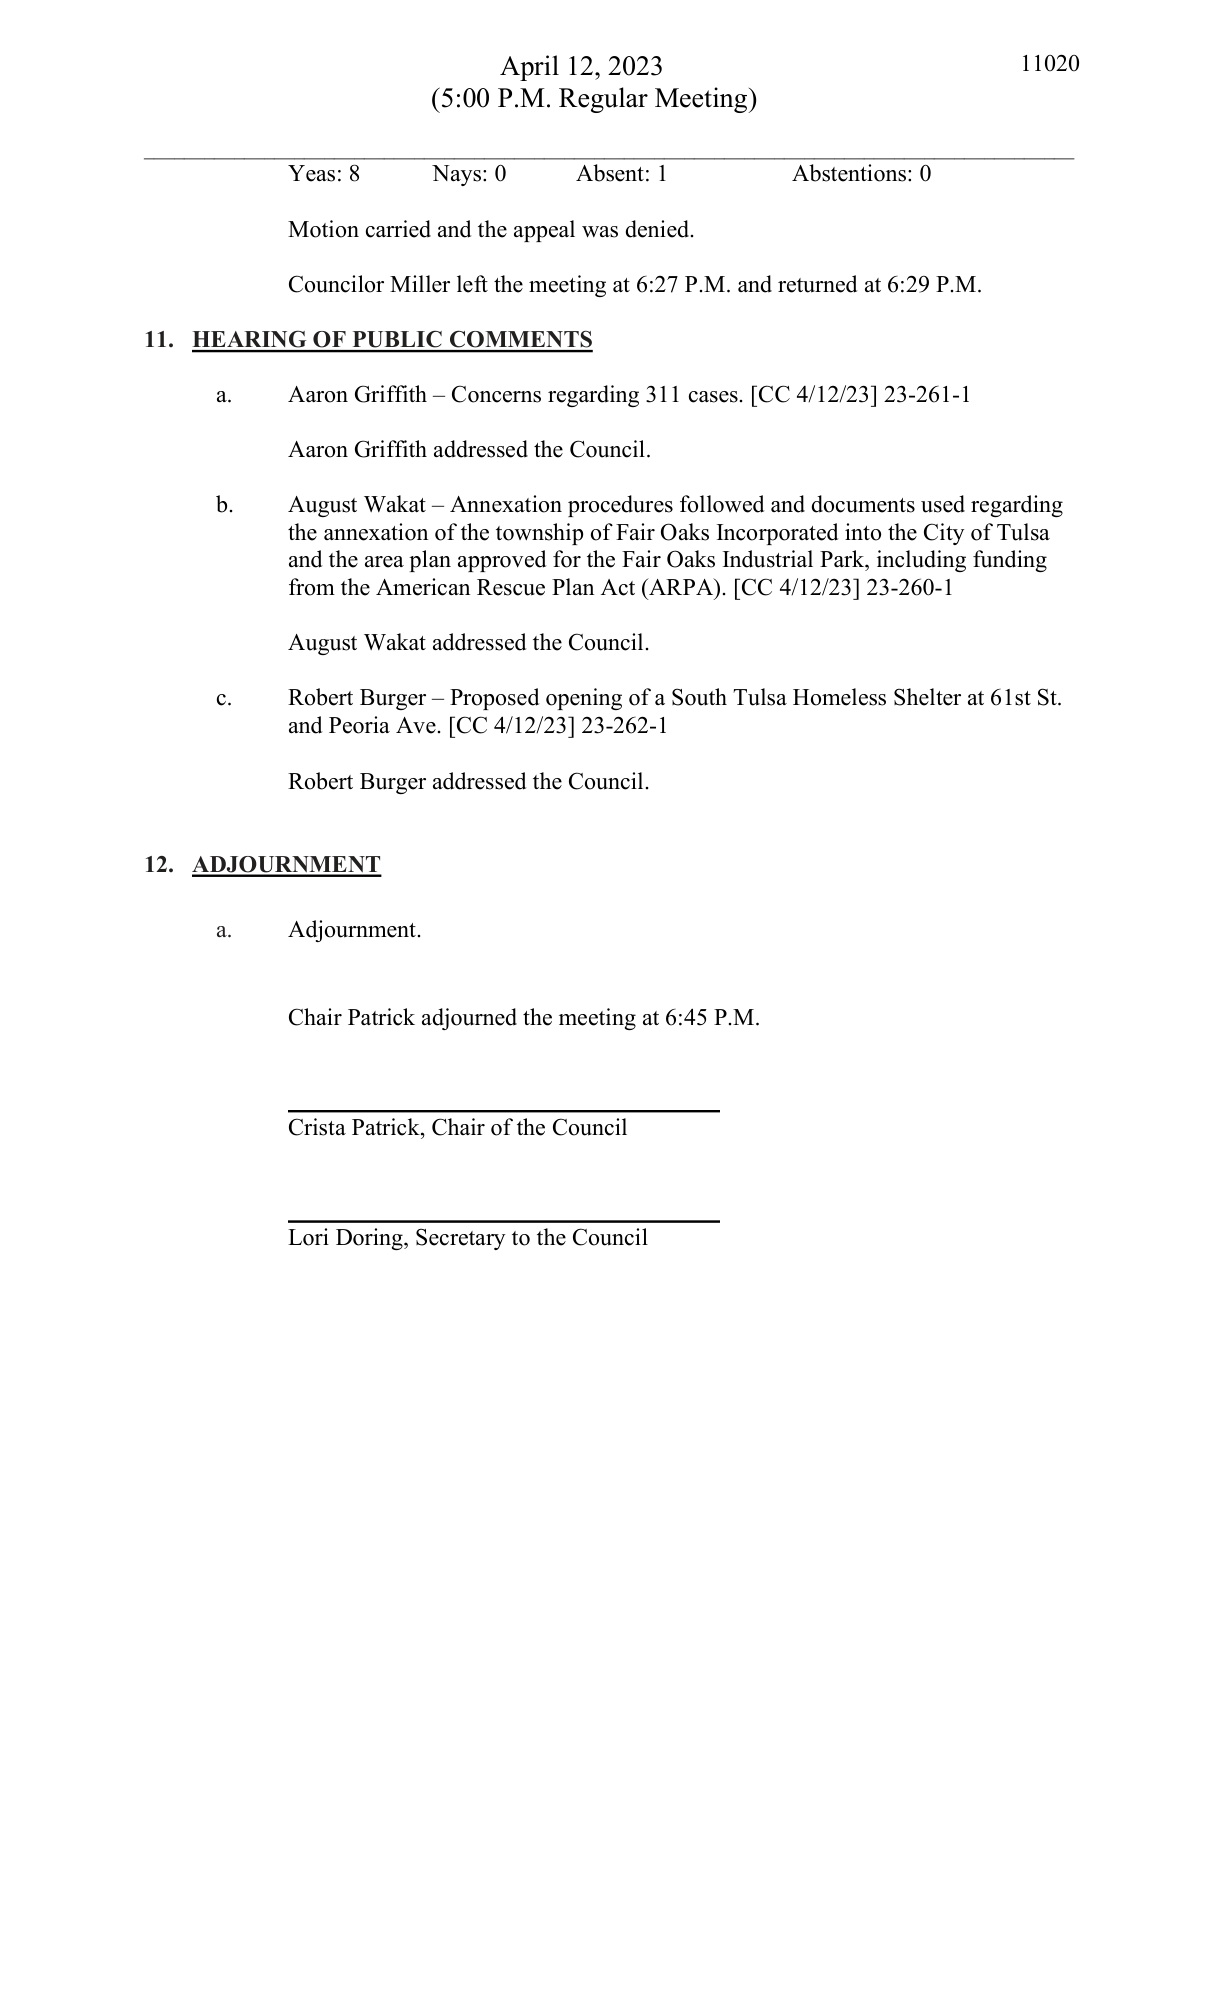 April 12, 2023
11020
(5:00 P.M. Regular Meeting)
Yeas: 8 Nays: 0 Absent: 1 Abstentions: 0
Motion carried and the appeal was denied.
Councilor Miller left the meeting at 6:27 P.M. and returned at 6:29 P.M.
11. HEARING OF PUBLIC COMMENTS
a. Aaron Griffith – Concerns regarding 311 cases. [CC 4/12/23] 23-261-1
Aaron Griffith addressed the Council.
b. August Wakat – Annexation procedures followed and documents used regarding
the annexation of the township of Fair Oaks Incorporated into the City of Tulsa
and the area plan approved for the Fair Oaks Industrial Park, including funding
from the American Rescue Plan Act (ARPA). [CC 4/12/23] 23-260-1
August Wakat addressed the Council.
c. Robert Burger – Proposed opening of a South Tulsa Homeless Shelter at 61st St.
and Peoria Ave. [CC 4/12/23] 23-262-1
Robert Burger addressed the Council.
12. ADJOURNMENT
a. Adjournment.
Chair Patrick adjourned the meeting at 6:45 P.M.
Crista Patrick, Chair of the Council
Lori Doring, Secretary to the Council